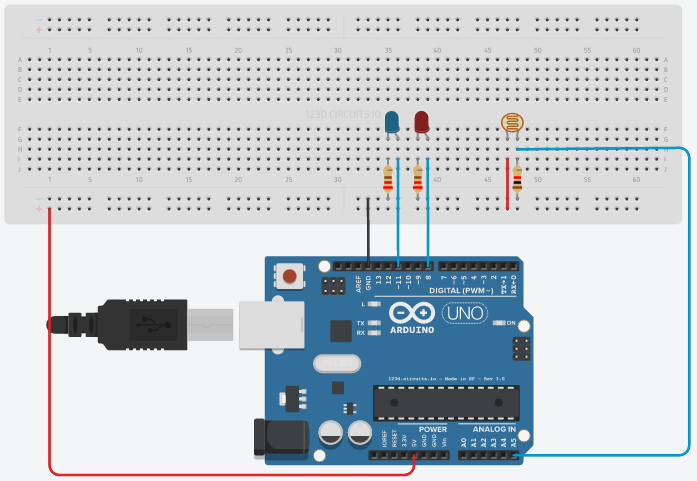 1 5 10 15 20 25 30 35 40 45 50 55 60
A A
B B
C C
D D
E E
123D.CIRCUITS.IO
F F
G G
H H
I I
J J
1 5 10 15 20 25 30 35 40 45 50 55 60
AREF
GND
13
12
~11
~10
~9
8
7
~6
~5
4
~3
2
TX→1
RX←0
DIGITAL (PWM~)
L
TX
RX
ARDUINO
UNO
ON
123d-circuits.io - Made in RF - Rev 2.0
POWER
ANALOG IN
IOREF
RESET
3.3V
5V
GND
GND
Vin
A0
A1
A2
A3
A4
A5